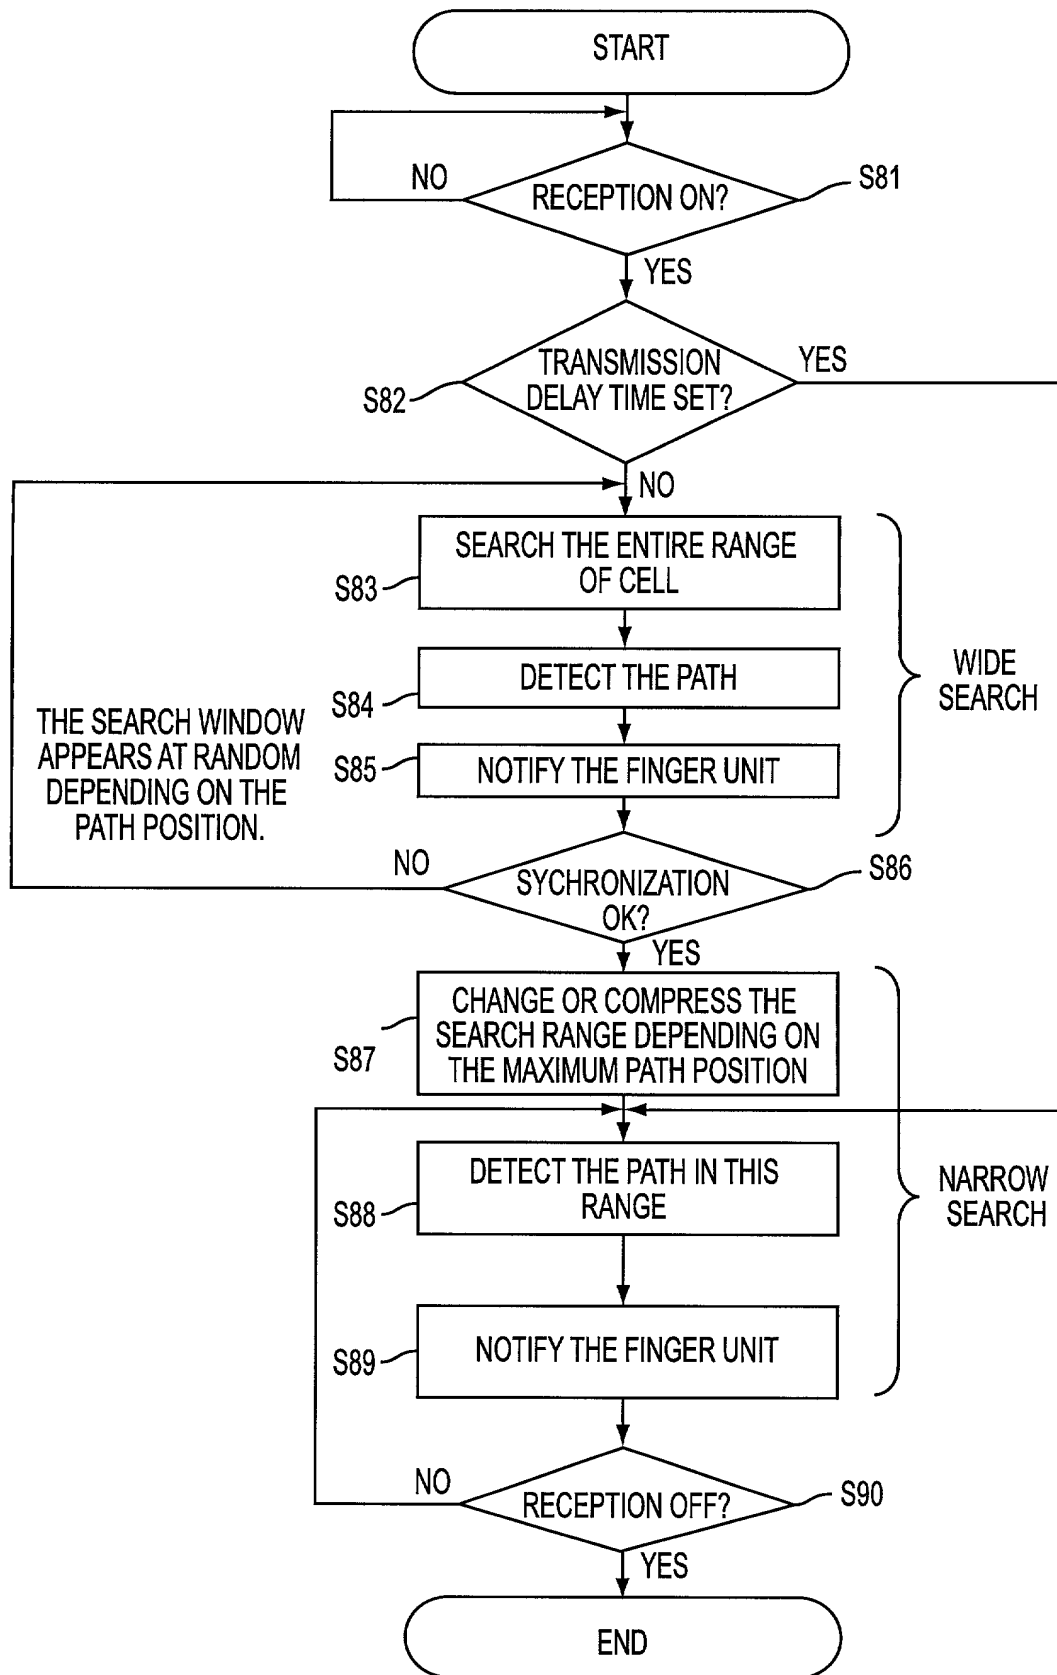 START
NO
RECEPTION ON?
S81
YES
TRANSMISSION
DELAY TIME SET?
YES
S82
NO
SEARCH THE ENTIRE RANGE
OF CELL
S83
WIDE
SEARCH
DETECT THE PATH
S84
THE SEARCH WINDOW
APPEARS AT RANDOM
DEPENDING ON THE
PATH POSITION.
S85
NOTIFY THE FINGER UNIT
NO
SYCHRONIZATION
OK?
S86
YES
CHANGE OR COMPRESS THE
SEARCH RANGE DEPENDING ON
THE MAXIMUM PATH POSITION
S87
DETECT THE PATH IN THIS
RANGE
S88
NARROW
SEARCH
NOTIFY THE FINGER UNIT
S89
NO
RECEPTION OFF?
S90
YES
END